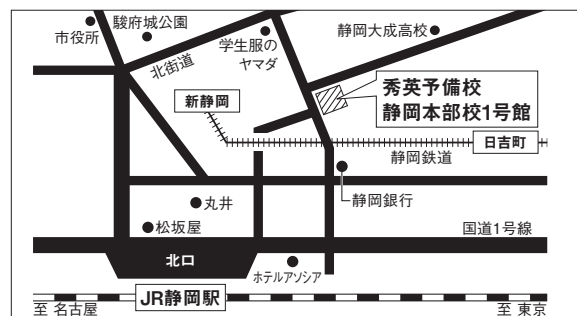 駿府城公園
市役所
北街道
学生服の
ヤマダ
静岡大成高校
秀英予備校
静岡本部校1号館
新静岡
日吉町
静岡鉄道
静岡銀行
丸井
松坂屋
国道1号線
北口
ホテルアソシア
JR静岡駅
至 名古屋
至 東京